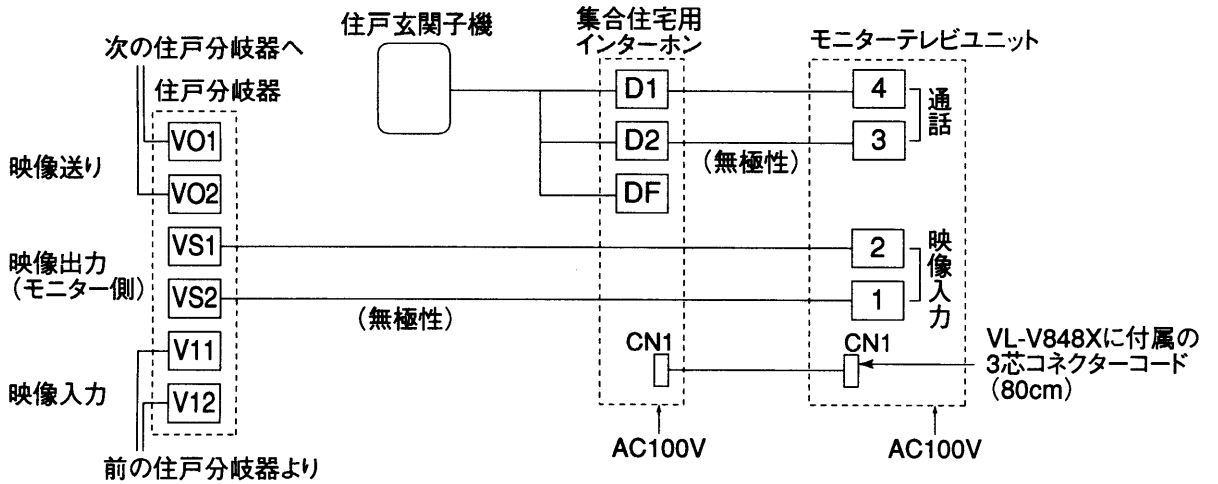 次の住戸分岐器へ
住戸分岐器
VO1
VO2
VS1
VS2
V11
V12
映像送り
映像出力
（モニター側）
映像入力
前の住戸分岐器より
住戸玄関子機
集合住宅用
インターホン
D1
D2
DF
（無極性）
（無極性）
CN1
AC100V
モニターテレビユニット
4
3
通話
2
1
映像入力
CN1
AC100V
VL-V848Xに付属の
3芯コネクターコード
（80cm）